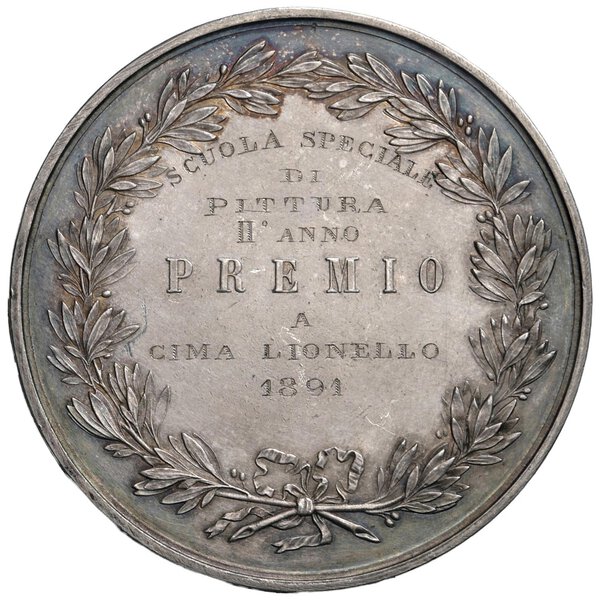 SCUOLA SPECIALE
DI
PITTURA
II° ANNO
PREMIO
A
CIMA LIONELLO
1891